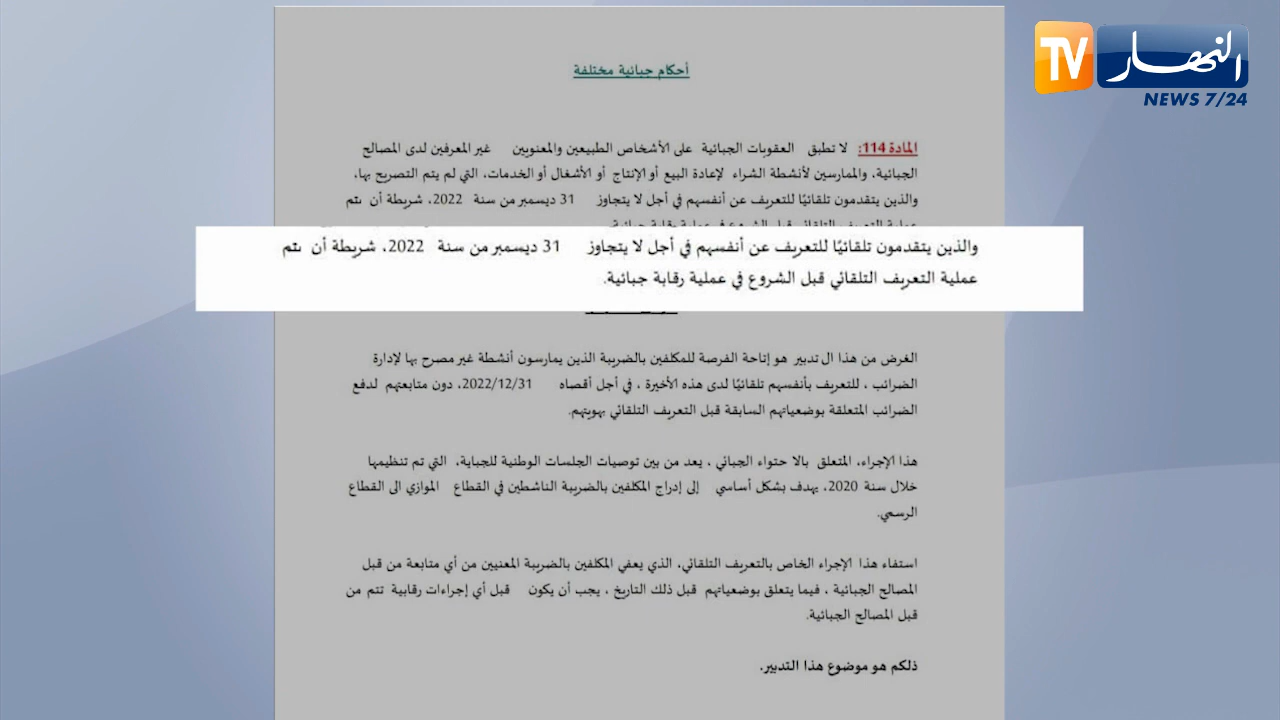 النهار TV
NEWS 7/24
أحكام جبائية مختلفة
المادة 114: لا تطبق العقوبات الجبائية على الأشخاص الطبيعين والمعنويين غير المعرفين لدى المصالح
الجبائية، والممارسين لأنشطة الشراء لإعادة البيع أو الإنتاج أو الأشغال أو الخدمات، التي لم يتم التصريح بها،
والذين يتقدمون تلقائيًا للتعريف عن أنفسهم في أجل لا يتجاوز 31 ديسمبر من سنة 2022، شريطة أن تتم
والذين يتقدمون تلقائيًا للتعريف عن أنفسهم في أجل لا يتجاوز 31 ديسمبر من سنة 2022، شريطة أن تتم
عملية التعريف التلقائي قبل الشروع في عملية رقابة جبائية.
الغرض من هذا ال تدبير هو إتاحة الفرصة للمكلفين بالضريبة الذين يمارسون أنشطة غير مصرح بها لإدارة
الضرائب ، للتعريف بأنفسهم تلقائيًا لدى هذه الأخيرة ، في أجل أقصاه 2022/12/31، دون متابعتهم لدفع
الضرائب المتعلقة بوضعياتهم السابقة قبل التعريف التلقائي بهويتهم.
هذا الإجراء، المتعلق بالا حتواء الجبائي ، يعد من بين توصيات الجلسات الوطنية للجباية، التي تم تنظيمها
خلال سنة 2020، يهدف بشكل أساسي إلى إدراج المكلفين بالضريبة الناشطين في القطاع الموازي الى القطاع
الرسمي.
استفاء هذا الإجراء الخاص بالتعريف التلقائي، الذي يعفي المكلفين بالضريبة المعنيين من أي متابعة من قبل
المصالح الجبائية ، فيما يتعلق بوضعياتهم قبل ذلك التاريخ ، يجب أن يكون قبل أي إجراءات رقابية تتم من
قبل المصالح الجبائية.
ذلكم هو موضوع هذا التدبير.